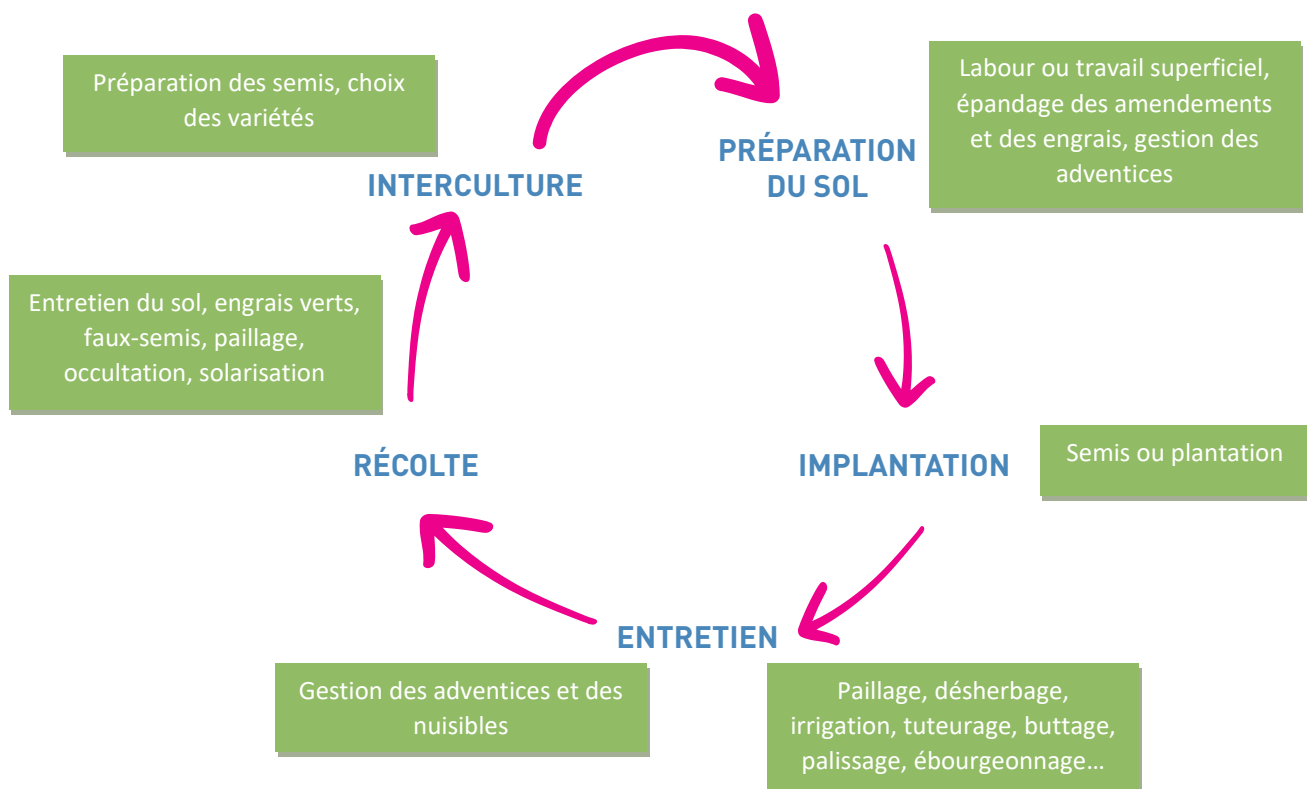 Préparation des semis, choix
des variétés
INTERCULTURE
PRÉPARATION
DU SOL
Labour ou travail superficiel,
épandage des amendements
et des engrais, gestion des
adventices
Entretien du sol, engrais verts,
faux-semis, paillage,
occultation, solarisation
RÉCOLTE
IMPLANTATION
Semis ou plantation
ENTRETIEN
Gestion des adventices et des
nuisibles
Paillage, désherbage,
irrigation, tuteurage, buttage,
palissage, ébourgeonnage…